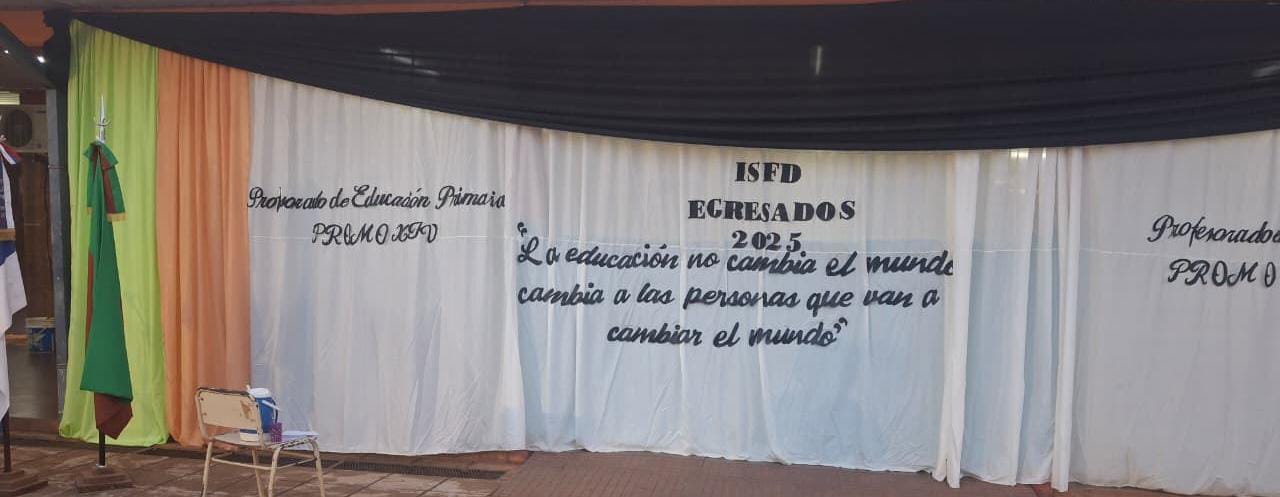 Profesorado de Educación Primaria
PROMO XIV
ISFD
EGRESADOS
2025
“La educación no cambia el mundo
cambia a las personas que van a
cambiar el mundo”
Profesorado
PROMO